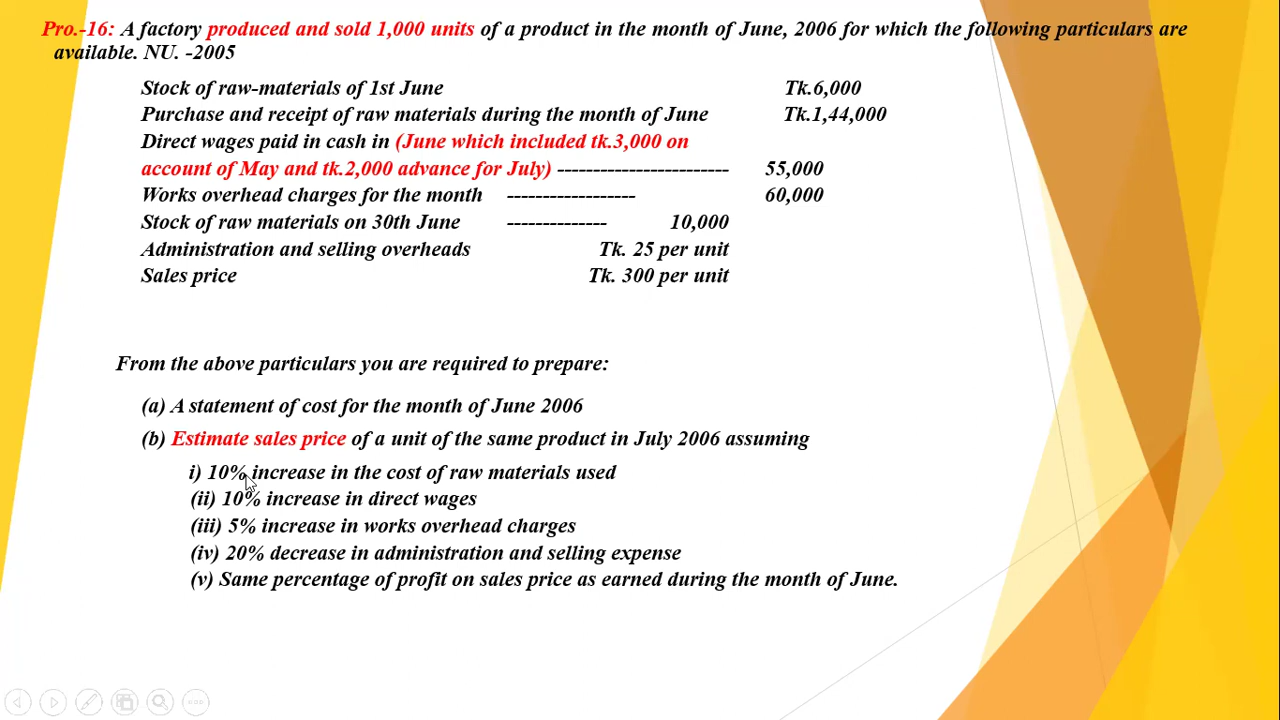 Pro.-16: A factory produced and sold 1,000 units of a product in the month of June, 2006 for which the following particulars are
available. NU. -2005
Stock of raw-materials of 1st June Tk.6,000
Purchase and receipt of raw materials during the month of June Tk.1,44,000
Direct wages paid in cash in (June which included tk.3,000 on
account of May and tk.2,000 advance for July) ------------------------ 55,000
Works overhead charges for the month ------------------ 60,000
Stock of raw materials on 30th June -------------- 10,000
Administration and selling overheads Tk. 25 per unit
Sales price Tk. 300 per unit
From the above particulars you are required to prepare:
(a) A statement of cost for the month of June 2006
(b) Estimate sales price of a unit of the same product in July 2006 assuming
i) 10% increase in the cost of raw materials used
(ii) 10% increase in direct wages
(iii) 5% increase in works overhead charges
(iv) 20% decrease in administration and selling expense
(v) Same percentage of profit on sales price as earned during the month of June.